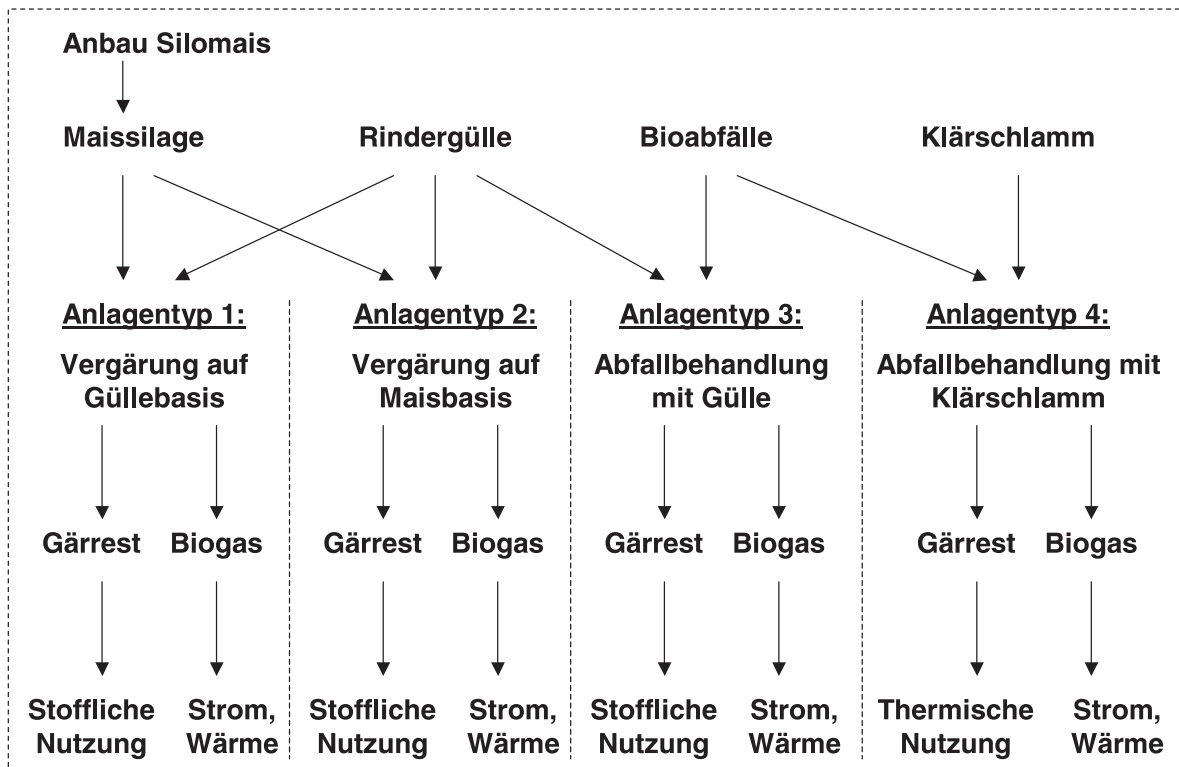 Anbau Silomais
Maissilage Rindergülle Bioabfälle Klärschlamm
Anlagentyp 1: Anlagentyp 2: Anlagentyp 3: Anlagentyp 4:
Vergärung auf Vergärung auf Abfallbehandlung Abfallbehandlung mit
Güllebasis Maisbasis mit Gülle Klärschlamm
Gärrest Biogas Gärrest Biogas Gärrest Biogas Gärrest Biogas
Stoffliche Strom, Stoffliche Strom, Stoffliche Strom, Thermische Strom,
Nutzung Wärme Nutzung Wärme Nutzung Wärme Nutzung Wärme